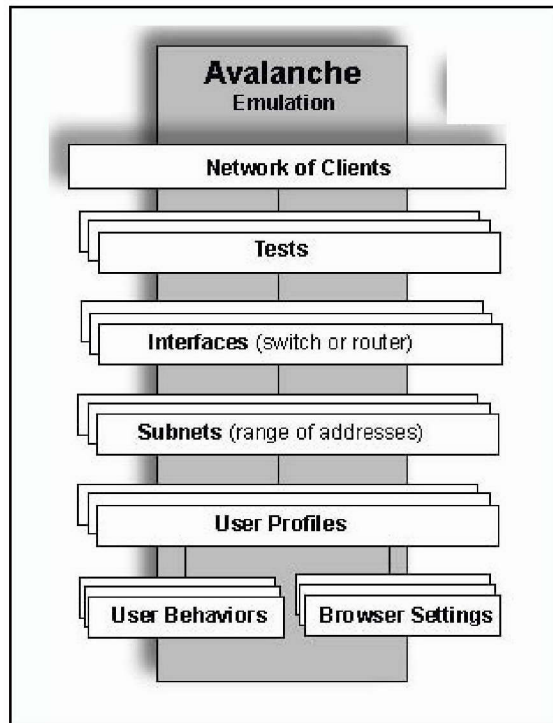 Avalanche
Emulation
Network of Clients
Tests
Interfaces (switch or router)
Subnets (range of addresses)
User Profiles
User Behaviors
Browser Settings